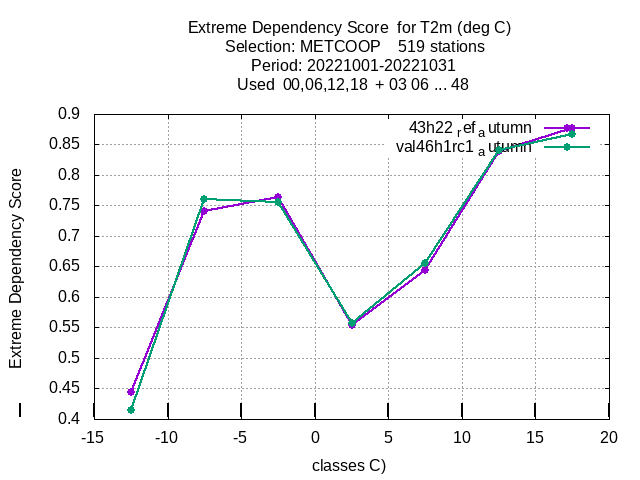 Extreme Dependency Score  for T2m (deg C)
Selection: METCOOP    519 stations
Period: 20221001-20221031
Used  00,06,12,18  + 03 06 ... 48
0.9
0.85
0.8
0.75
0.7
0.65
0.6
0.55
0.5
0.45
0.4
Extreme Dependency Score
43h22 refa utumn
val46h1rc1 a utumn
-15 -10 -5 0 5 10 15 20
classes C)